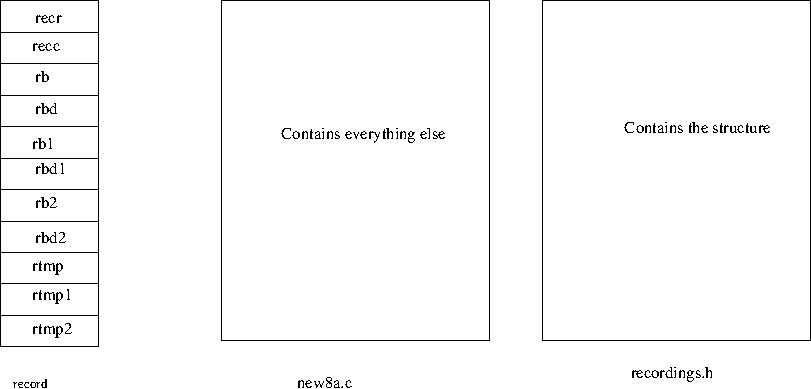 recr
recc
rb
rbd
rb1
rbd1
rb2
rbd2
rtmp
rtmp1
rtmp2
record
Contains everything else
new8a.c
Contains the structure
recordings.h